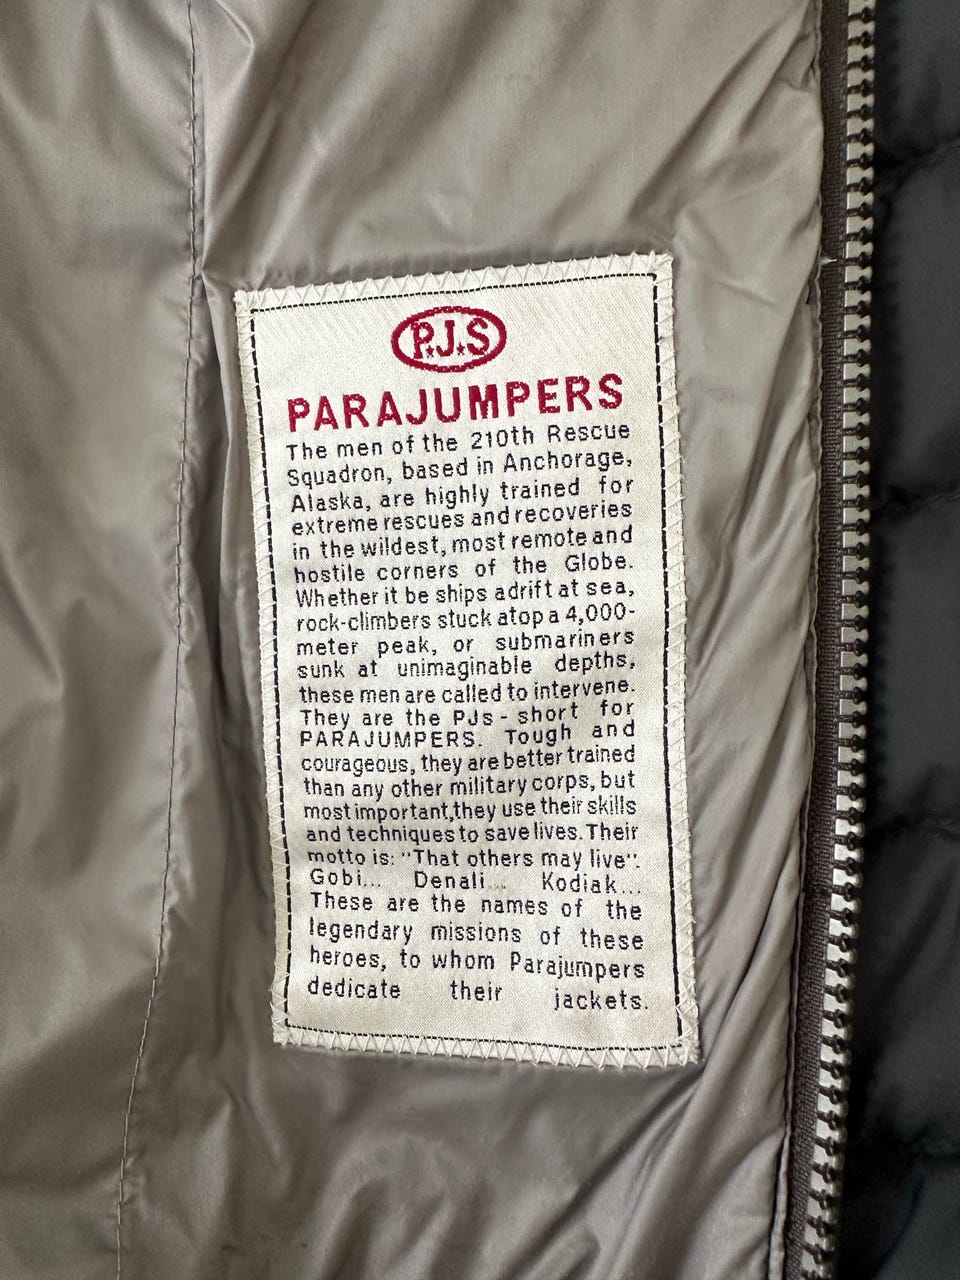 P.J.S
PARAJUMPERS
The men of the 210th Rescue
Squadron, based in Anchorage,
Alaska, are highly trained for
extreme rescues and recoveries
in the wildest, most remote and
hostile corners of the Globe.
Whether it be ships adrift at sea,
rock-climbers stuck atop a 4,000-
meter peak, or submariners
sunk at unimaginable depths,
these men are called to intervene.
They are the PJs - short for
PARAJUMPERS. Tough and
courageous, they are better trained
than any other military corps, but
most important,they use their skills
and techniques to save lives. Their
motto is: "That others may live".
Gobi... Denali... Kodiak...
These are the names of the
legendary missions of these
heroes, to whom Parajumpers
dedicate their jackets.